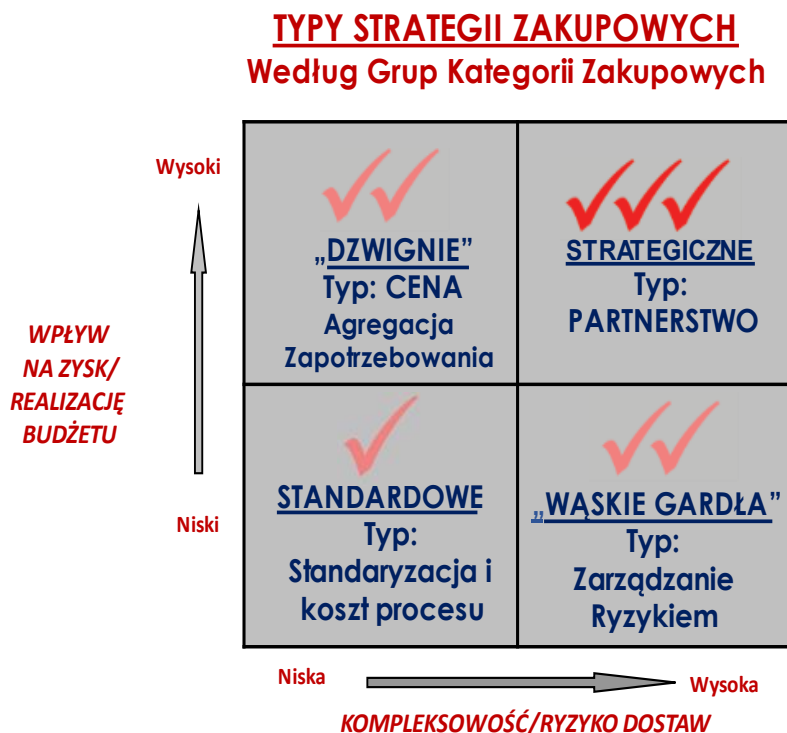 TYPY STRATEGII ZAKUPOWYCH
Według Grup Kategorii Zakupowych
Wysoki
WPŁYW
NA ZYSK/
REALIZACJĘ
BUDŻETU
Niski
„DZWIGNIE”
Typ: CENA
Agregacja
Zapotrzebowania
STRATEGICZNE
Typ:
PARTNERSTWO
STANDARDOWE
Typ:
Standaryzacja i
koszt procesu
„WĄSKIE GARDŁA”
Typ:
Zarządzanie
Ryzykiem
Niska
Wysoka
KOMPLEKSOWOŚĆ/RYZYKO DOSTAW